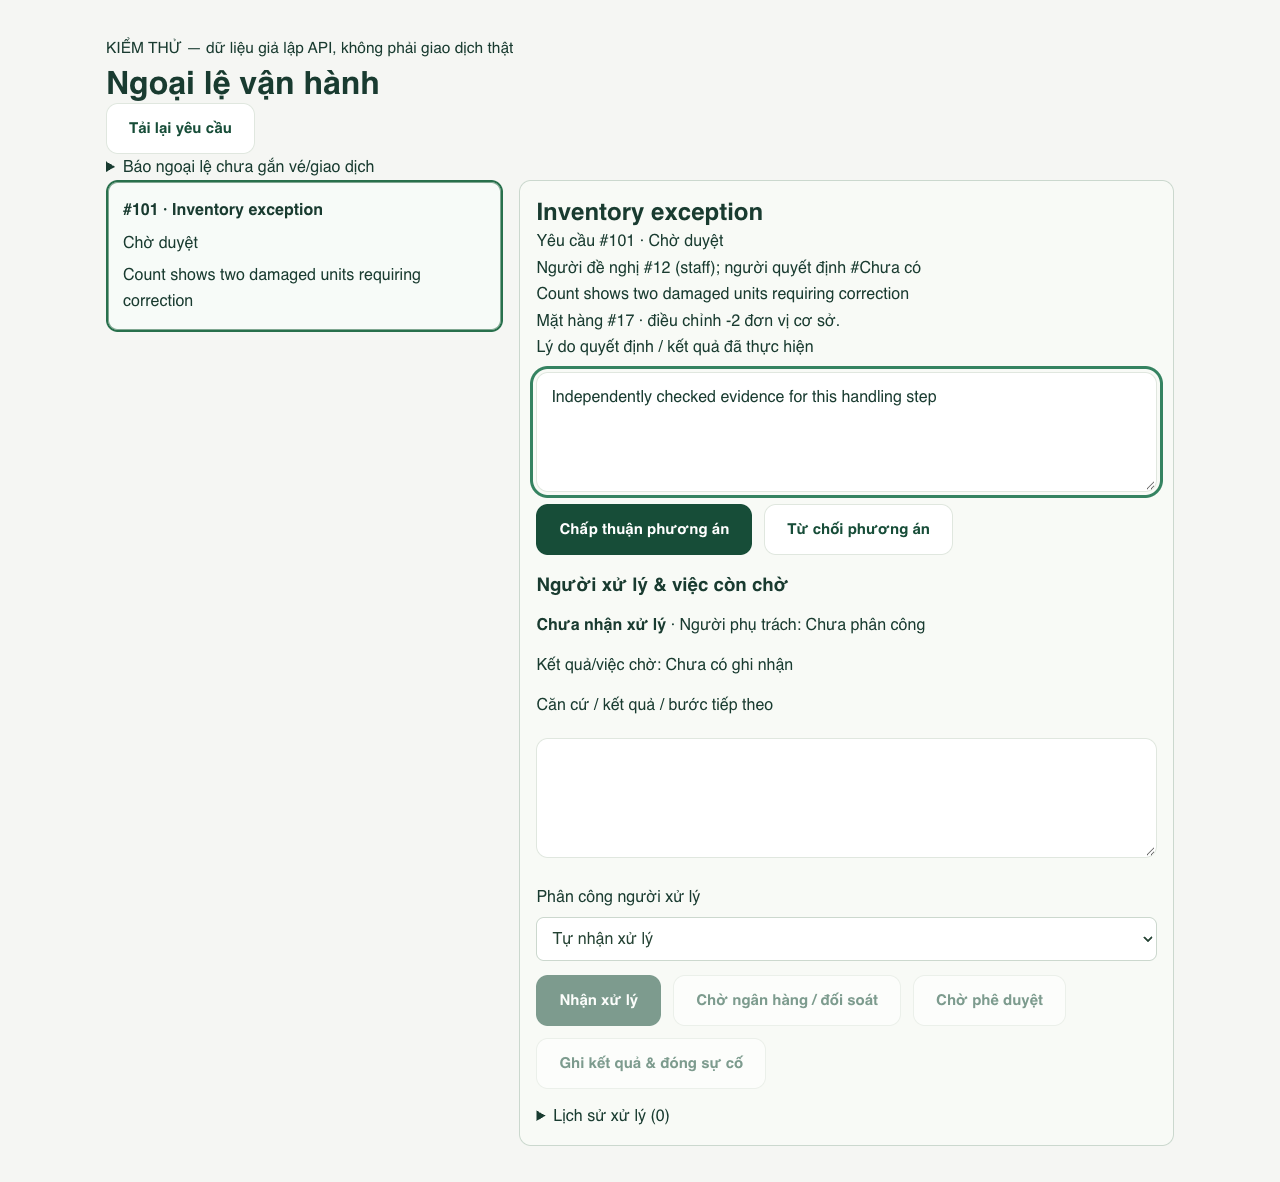 KIỂM THỬ — dữ liệu giả lập API, không phải giao dịch thật
Ngoại lệ vận hành
Tải lại yêu cầu
Báo ngoại lệ chưa gắn vé/giao dịch
#101 · Inventory exception
Chờ duyệt
Count shows two damaged units requiring
correction
Inventory exception
Yêu cầu #101 · Chờ duyệt
Người đề nghị #12 (staff); người quyết định #Chưa có
Count shows two damaged units requiring correction
Mặt hàng #17 · điều chỉnh -2 đơn vị cơ sở.
Lý do quyết định / kết quả đã thực hiện
Independently checked evidence for this handling step
Chấp thuận phương án
Từ chối phương án
Người xử lý & việc còn chờ
Chưa nhận xử lý · Người phụ trách: Chưa phân công
Kết quả/việc chờ: Chưa có ghi nhận
Căn cứ / kết quả / bước tiếp theo
Phân công người xử lý
Tự nhận xử lý
Nhận xử lý
Chờ ngân hàng / đối soát
Chờ phê duyệt
Ghi kết quả & đóng sự cố
Lịch sử xử lý (0)